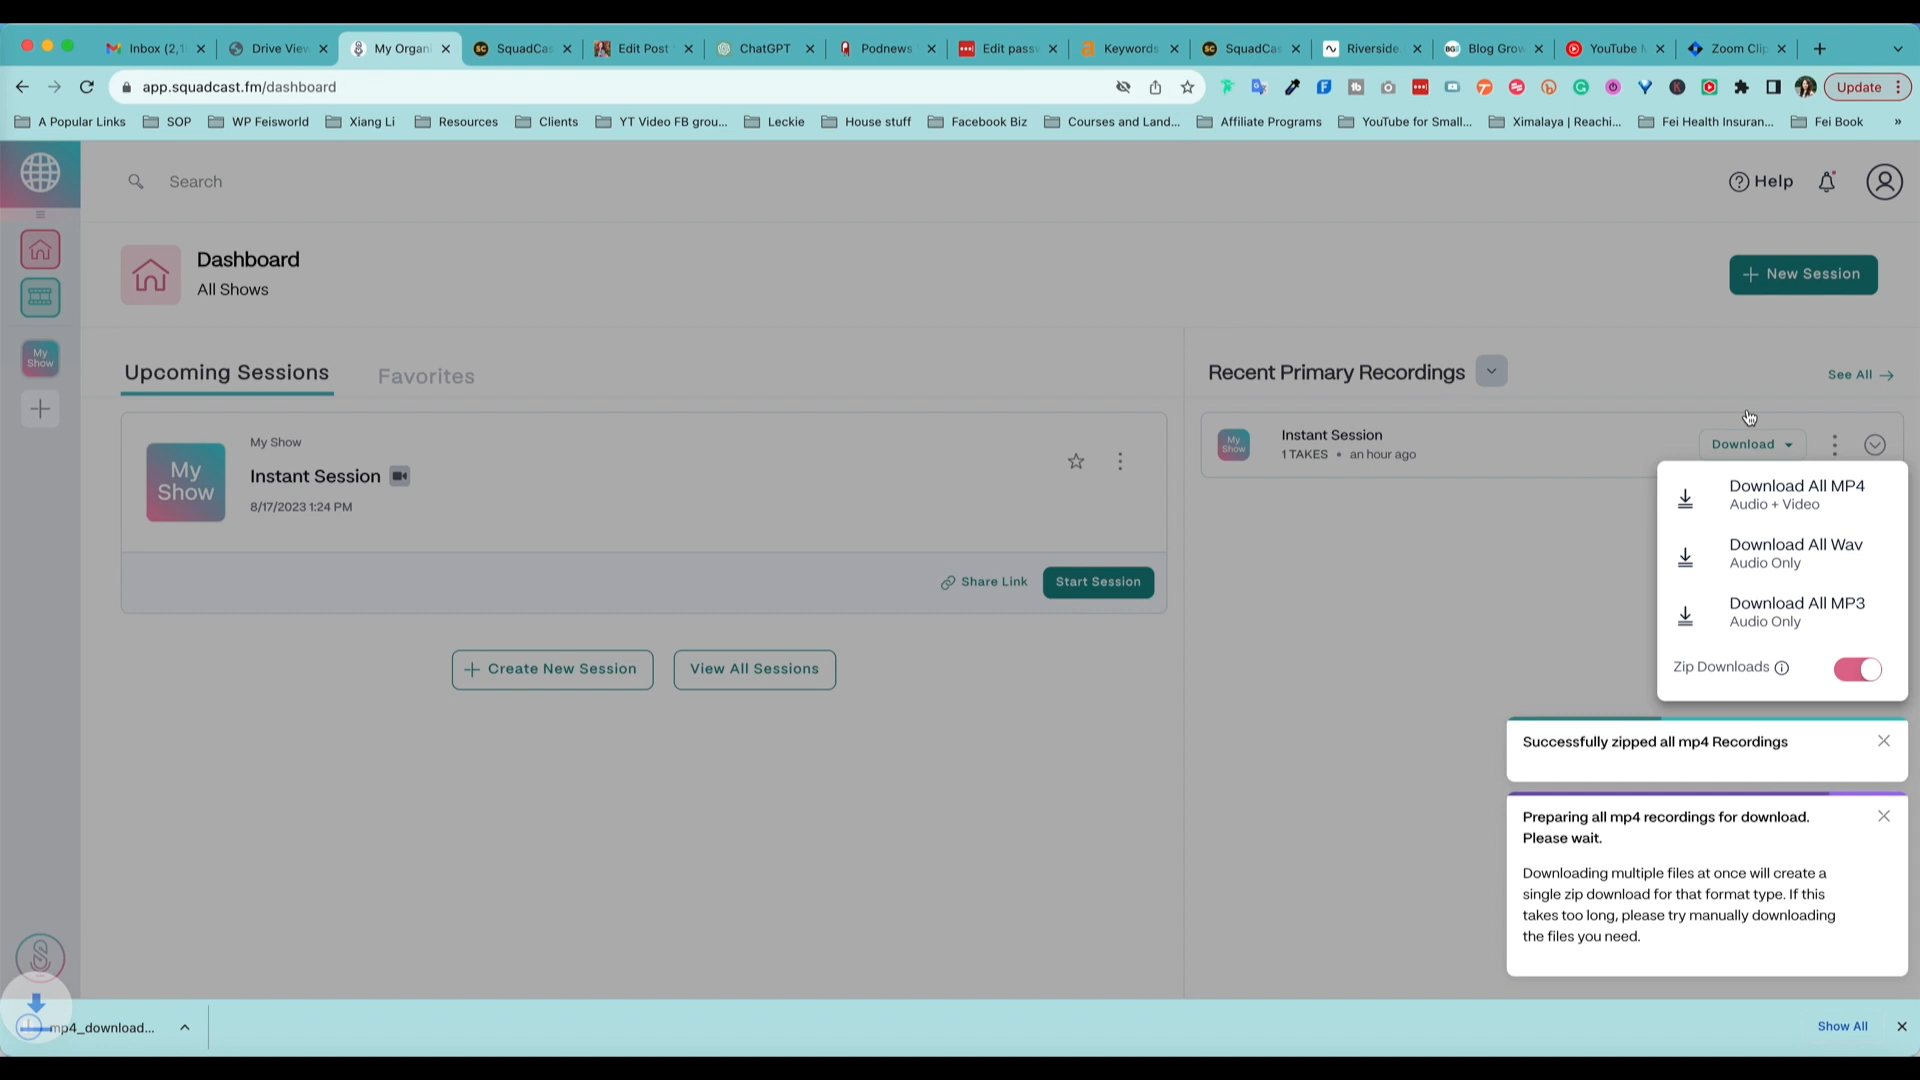 Inbox (2,1
Drive View
My Organi
SquadCas
Edit Post
ChatGPT
Podnews
Edit passw
Keywords
SquadCas
Riverside.
Blog Grow
YouTube M
Zoom Clip
app.squadcast.fm/dashboard
Update
A Popular Links
SOP
WP Feisworld
Xiang Li
Resources
Clients
YT Video FB grou...
Leckie
House stuff
Facebook Biz
Courses and Land...
Affiliate Programs
YouTube for Small...
Ximalaya | Reachi...
Fei Health Insuran...
Fei Book
»
Search
Help
Dashboard
All Shows
New Session
My
Show
Upcoming Sessions
Favorites
Recent Primary Recordings
See All
My Show
My
Show
Instant Session
8/17/2023 1:24 PM
Share Link
Start Session
Create New Session
View All Sessions
My
Show
Instant Session
1 TAKES • an hour ago
Download
Download All MP4
Audio + Video
Download All Wav
Audio Only
Download All MP3
Audio Only
Zip Downloads
Successfully zipped all mp4 Recordings
Preparing all mp4 recordings for download.
Please wait.
Downloading multiple files at once will create a
single zip download for that format type. If this
takes too long, please try manually downloading
the files you need.
mp4_download...
Show All